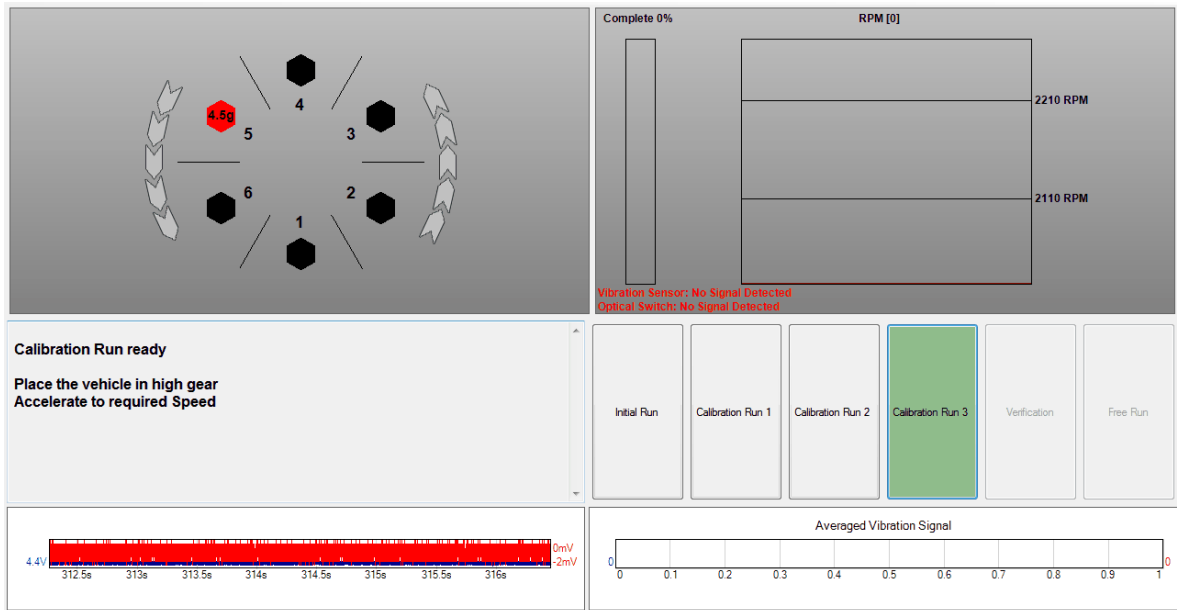 Complete 0%
RPM [0]
4
4.5g
5
3
2210 RPM
6
2
2110 RPM
1
Vibration Sensor: No Signal Detected
Optical Switch: No Signal Detected
Calibration Run ready
Place the vehicle in high gear
Accelerate to required Speed
Initial Run
Calibration Run 1
Calibration Run 2
Calibration Run 3
Verification
Free Run
4.4V
0mV
-2mV
312.5s 313s 313.5s 314s 314.5s 315s 315.5s 316s
Averaged Vibration Signal
0
0
0 0.1 0.2 0.3 0.4 0.5 0.6 0.7 0.8 0.9 1